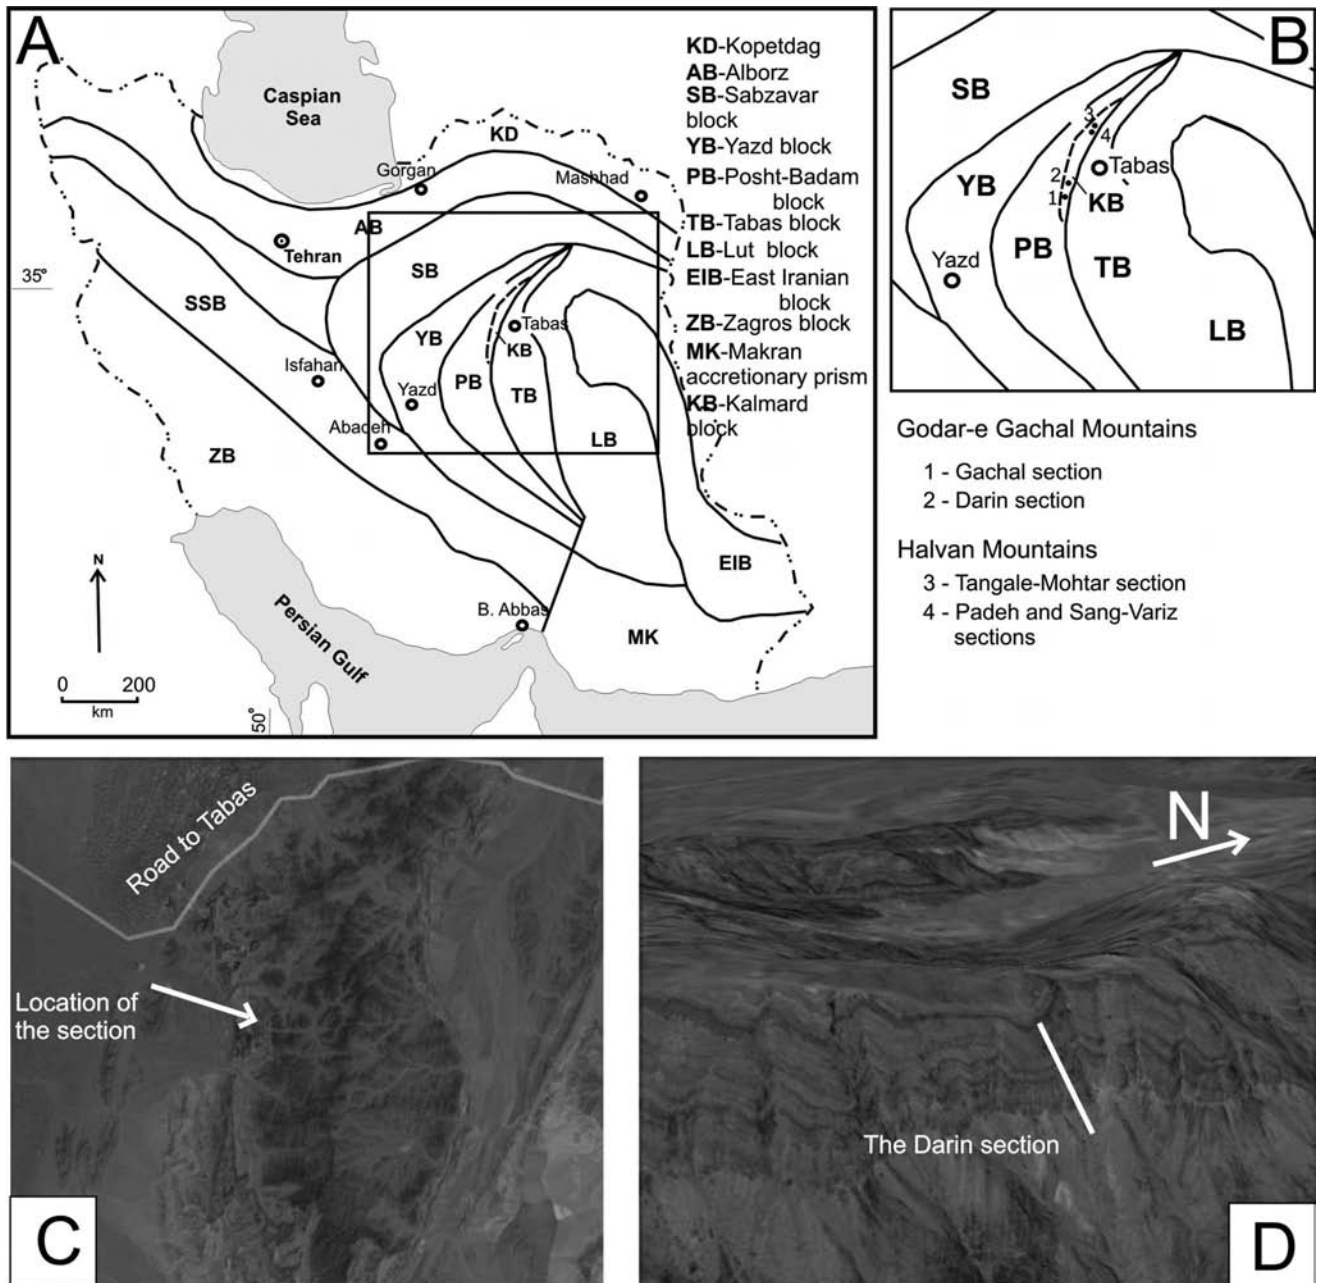 A
Caspian
Sea
KD
Gorgan
Mashhad
AB
Tehran
35°
SB
SSB
Tabas
YB
KB
Isfahan
PB
Yazd
TB
Abadeh
LB
ZB
EIB
N
B. Abbas
MK
Persian Gulf
0 200
km
50°
KD-Kopetdag
AB-Alborz
SB-Sabzavar
block
YB-Yazd block
PB-Posht-Badam
block
TB-Tabas block
LB-Lut block
EIB-East Iranian
block
ZB-Zagros block
MK-Makran
accretionary prism
KB-Kalmard
block
B
SB
3
4
Tabas
YB
2
1
KB
PB
Yazd
TB
LB
Godar-e Gachal Mountains
1 - Gachal section
2 - Darin section
Halvan Mountains
3 - Tangale-Mohtar section
4 - Padeh and Sang-Variz
sections
Road to Tabas
Location of
the section
C
N
The Darin section
D